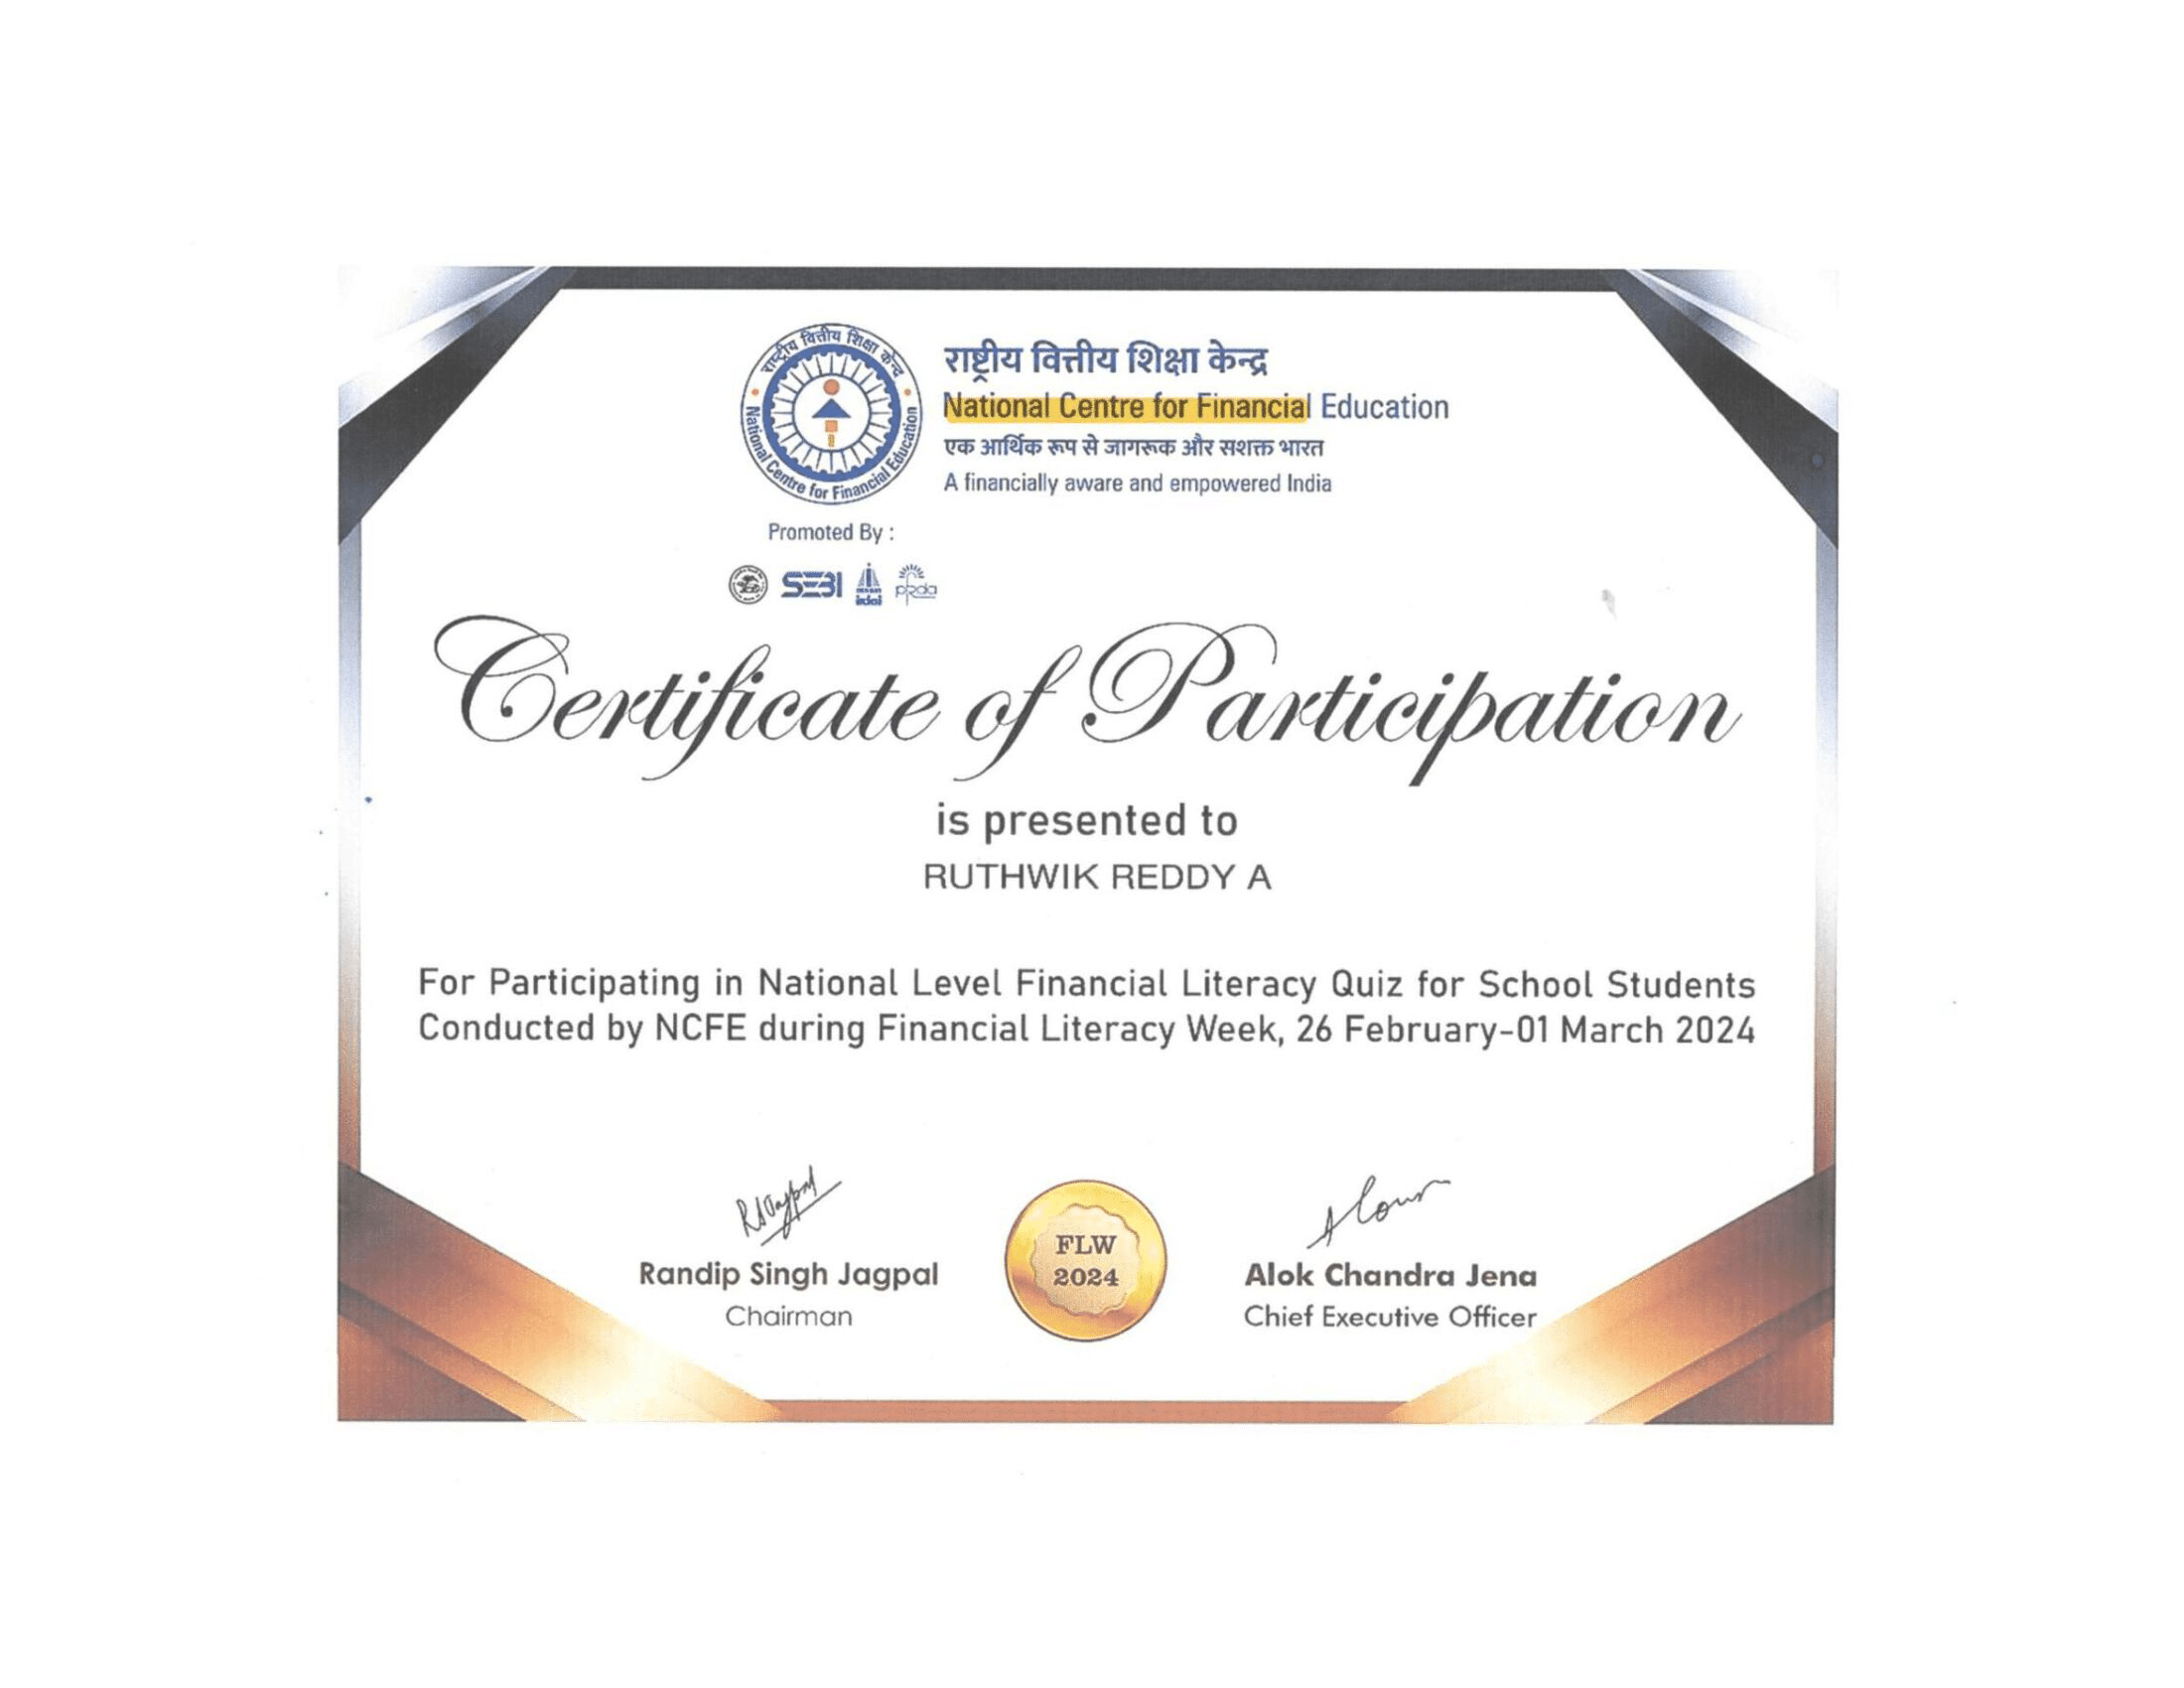 राष्ट्रीय वित्तीय शिक्षा केन्द्र
National Centre for Financial Education
राष्ट्रीय वित्तीय शिक्षा केन्द्र
National Centre for Financial Education
एक आर्थिक रूप से जागरूक और सशक्त भारत
A financially aware and empowered India
Promoted By :
SEBI irdai pfrda
Certificate of Participation
is presented to
RUTHWIK REDDY A
For Participating in National Level Financial Literacy Quiz for School Students
Conducted by NCFE during Financial Literacy Week, 26 February-01 March 2024
Randip Singh Jagpal
Chairman
FLW
2024
Alok Chandra Jena
Chief Executive Officer